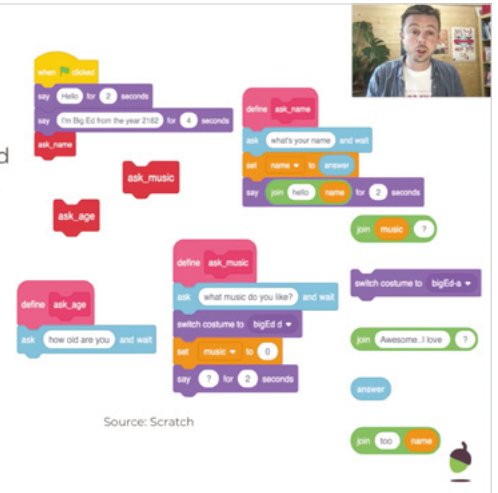 when clicked
say Hello for 2 seconds
say I'm Big Ed from the year 2182 for 4 seconds
ask_name
ask_music
ask_age
define ask_name
ask what's your name and wait
set name to answer
say join hello name for 2 seconds
join music ?
define ask_music
ask what music do you like? and wait
switch costume to bigEd d
set music to 0
say ? for 2 seconds
define ask_age
ask how old are you and wait
switch costume to bigEd-a
join Awesome..I love ?
answer
join too name
Source: Scratch